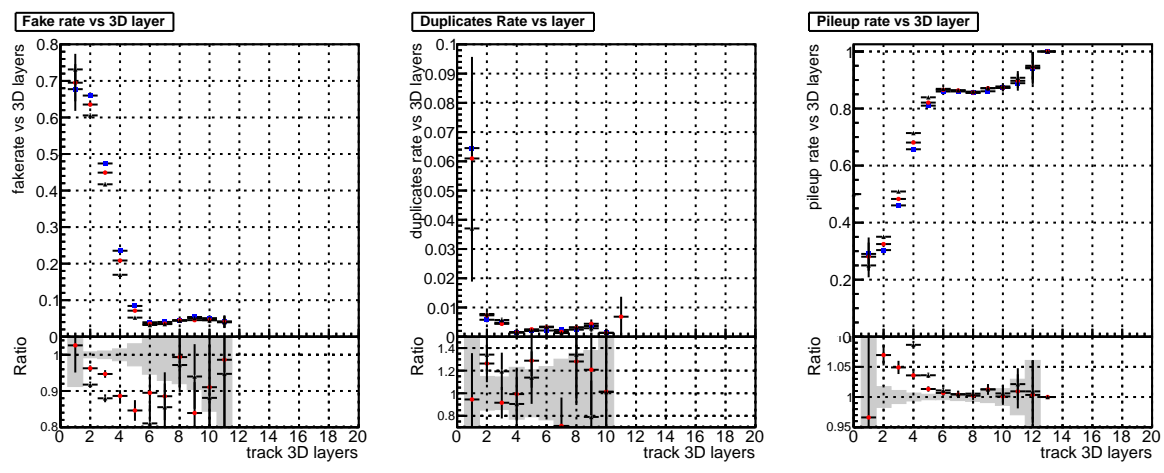 Fake rate vs 3D layer
fakerate vs 3D layers
0.8
0.7
0.6
0.5
0.4
0.3
0.2
0.1
0
Ratio
1
0.9
0.8
0 2 4 6 8 10 12 14 16 18 20
track 3D layers
Duplicates Rate vs layer
duplicates rate vs 3D layers
0.1
0.09
0.08
0.07
0.06
0.05
0.04
0.03
0.02
0.01
0
Ratio
1.4
1.2
1
0.8
0 2 4 6 8 10 12 14 16 18 20
track 3D layers
Pileup rate vs 3D layer
pileup rate vs 3D layers
1
0.8
0.6
0.4
0.2
0
Ratio
1.05
1
0.95
0 2 4 6 8 10 12 14 16 18 20
track 3D layers